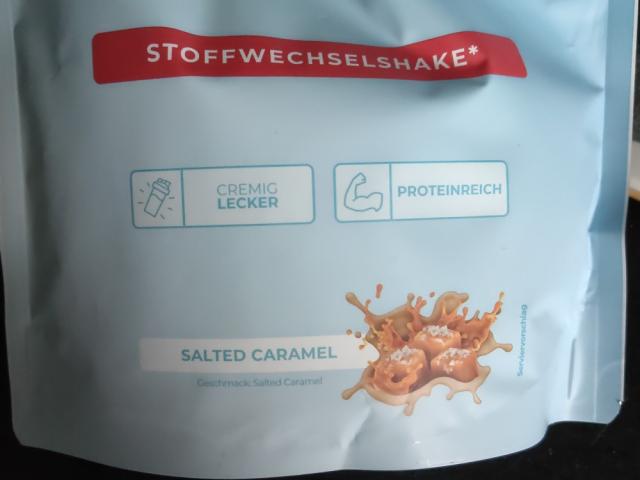 STOFFWECHSELSHAKE*
CREMIG
LECKER
PROTEINREICH
SALTED CARAMEL
Geschmack: Salted Caramel
Serviervorschlag